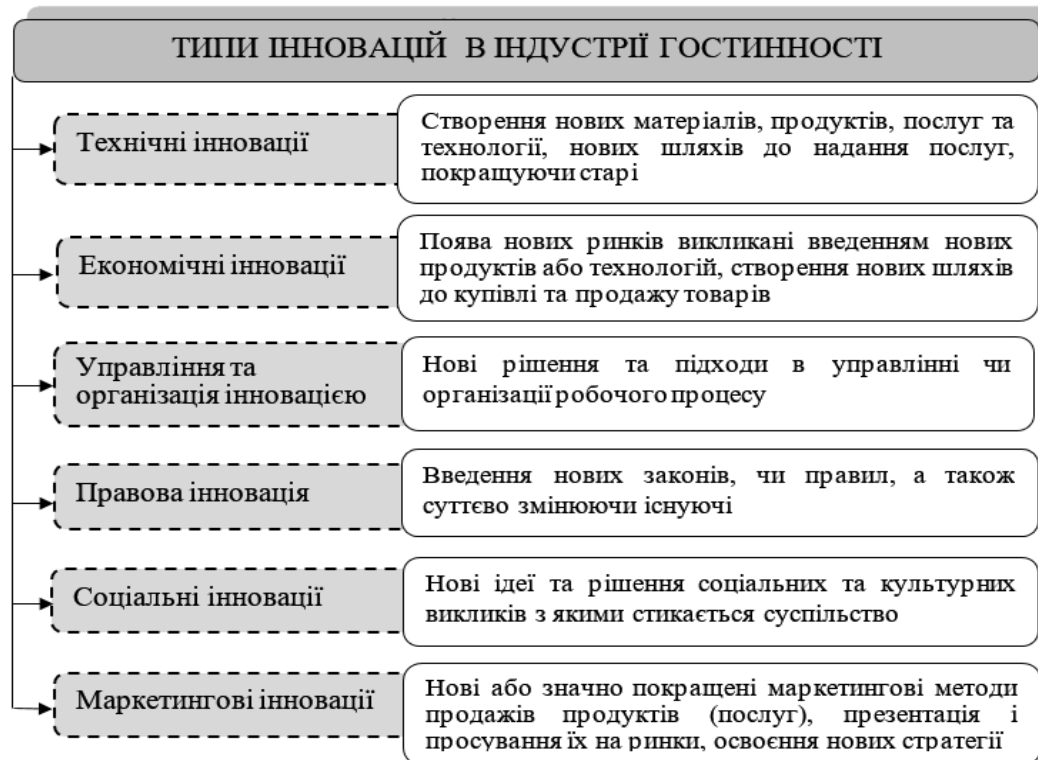 ТИПИ ІННОВАЦІЙ В ІНДУСТРІЇ ГОСТИННОСТІ
Технічні інновації
Створення нових матеріалів, продуктів, послуг та
технології, нових шляхів до надання послуг,
покращуючи старі
Економічні інновації
Поява нових ринків викликані введенням нових
продуктів або технологій, створення нових шляхів
до купівлі та продажу товарів
Управління та
організація інновацією
Нові рішення та підходи в управлінні чи
організації робочого процесу
Правова інновація
Введення нових законів, чи правил, а також
суттєво змінюючи існуючі
Соціальні інновації
Нові ідеї та рішення соціальних та культурних
викликів з якими стикається суспільство
Маркетингові інновації
Нові або значно покращені маркетингові методи
продажів продуктів (послуг), презентація і
просування їх на ринки, освоєння нових стратегії